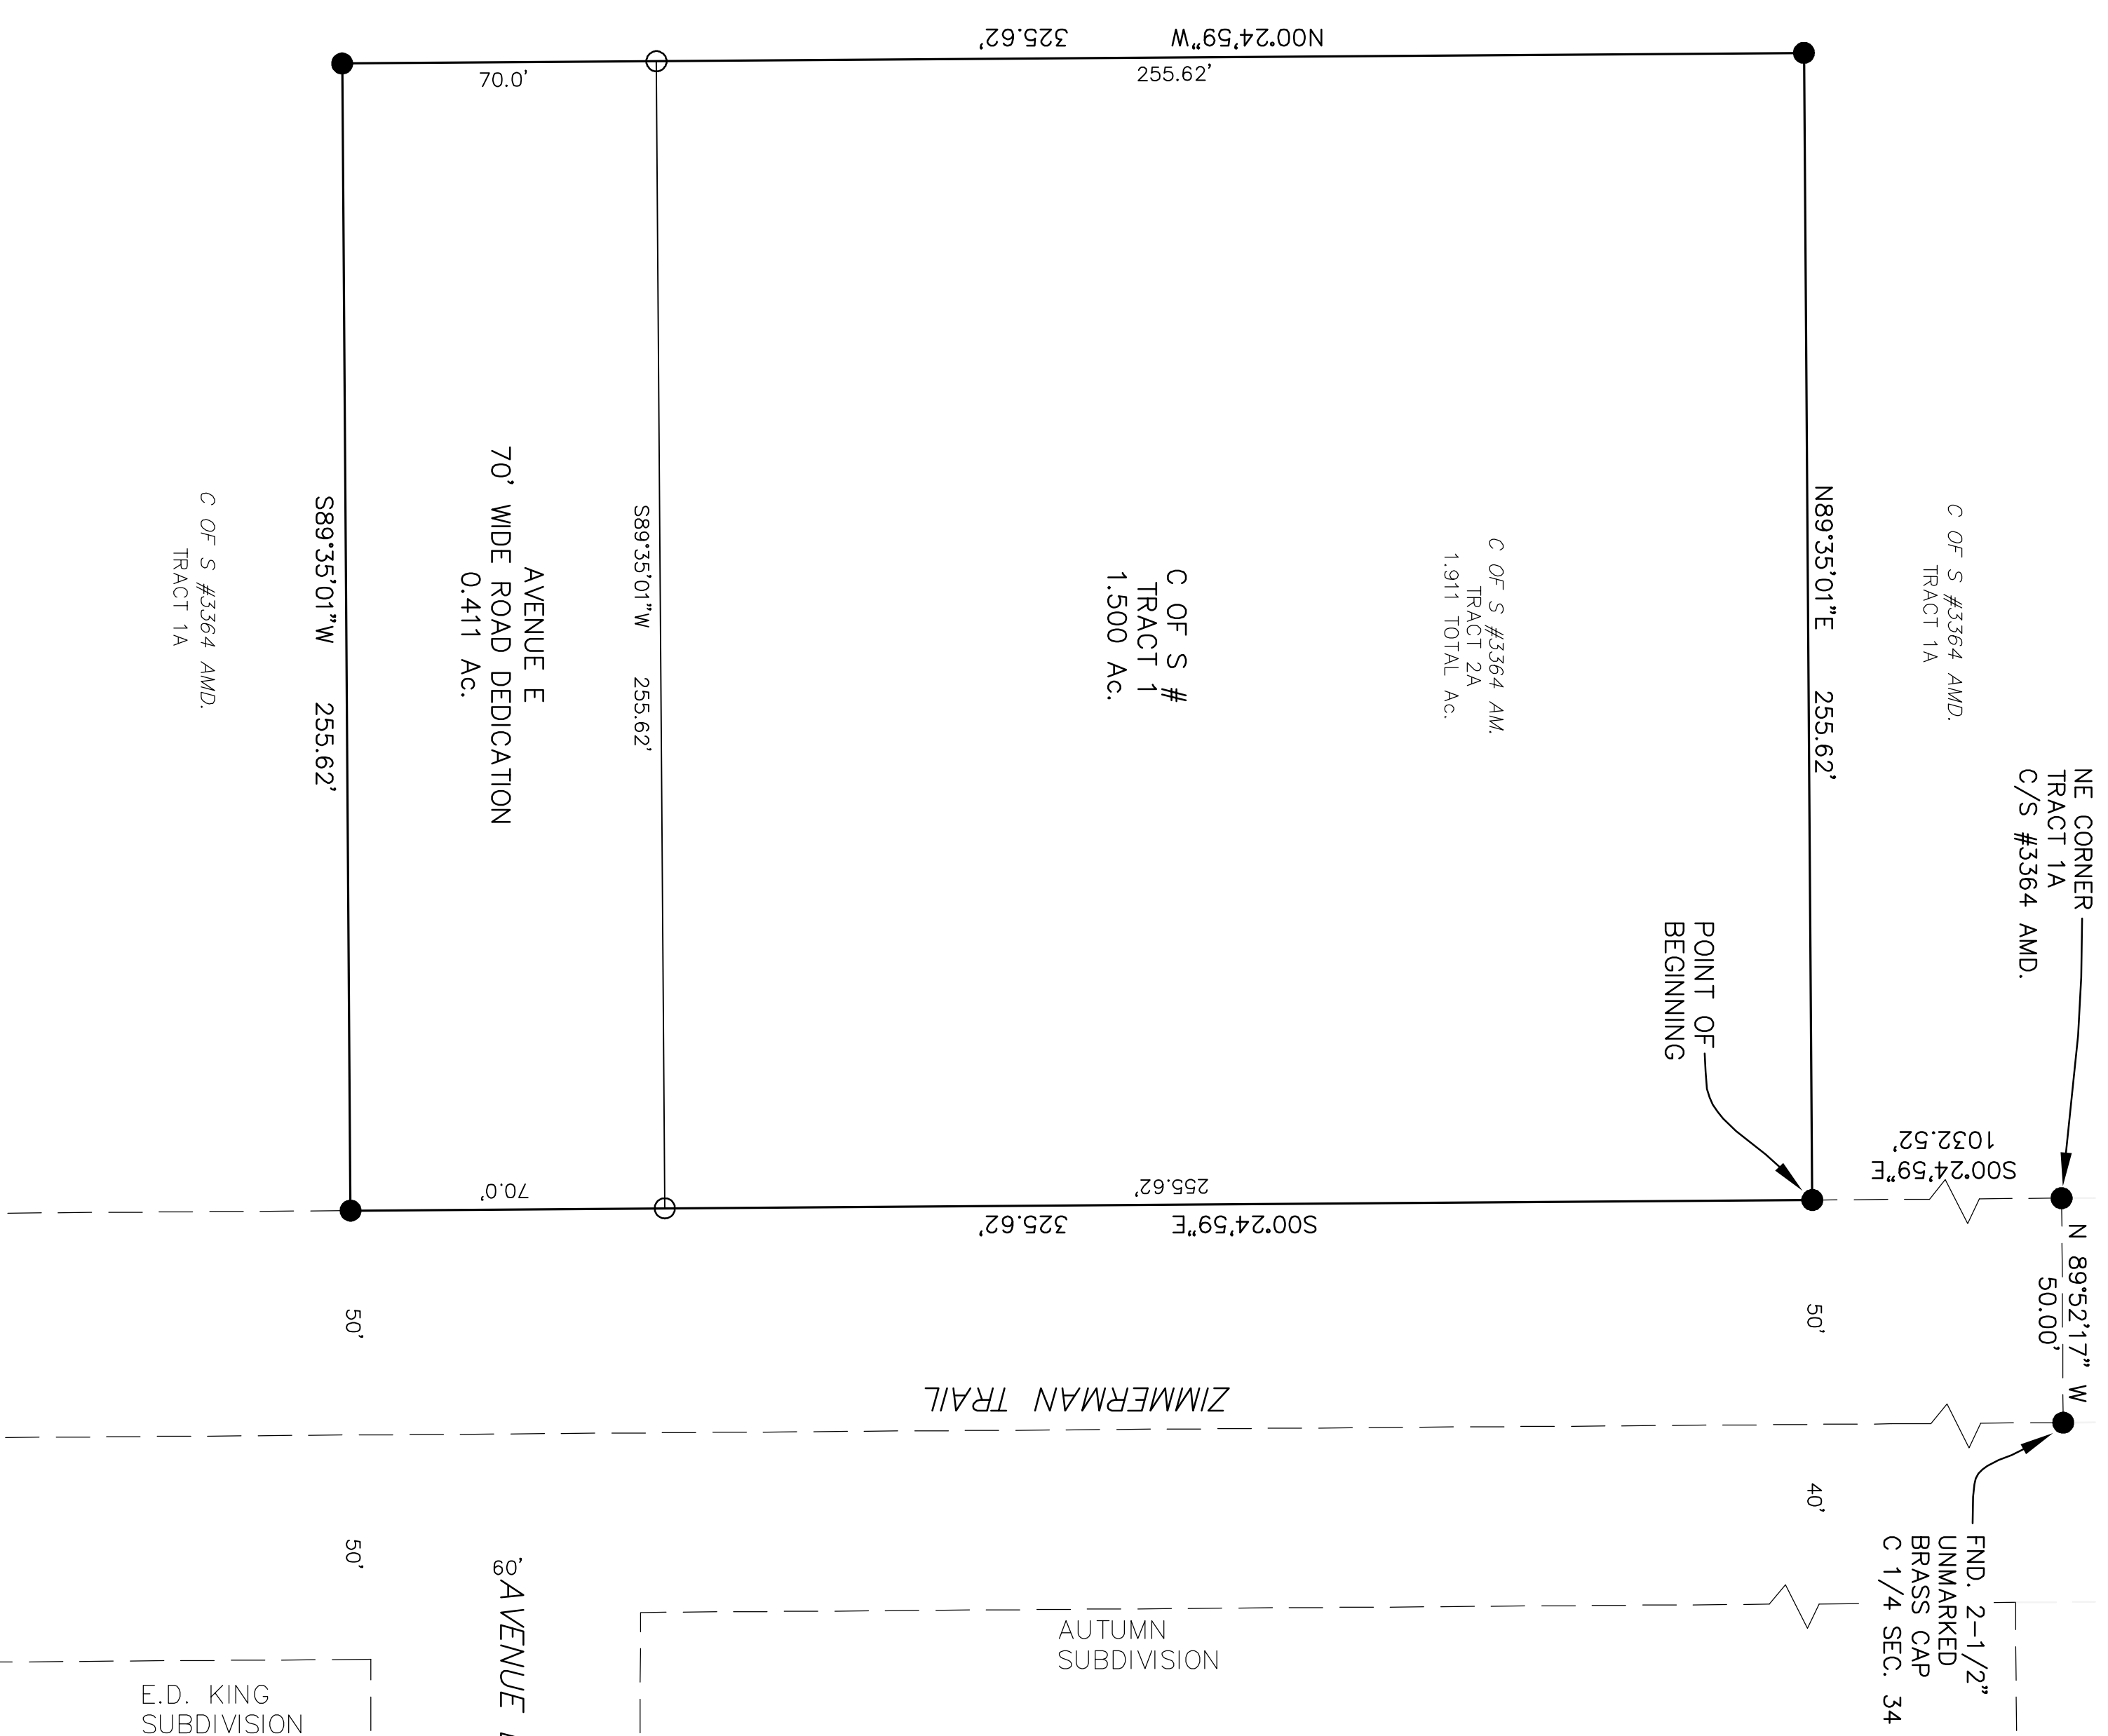 NE CORNER
TRACT 1A
C/S #3364 AMD.
N 89°52'17" W
50.00'
FND. 2-1/2"
UNMARKED
BRASS CAP
C 1/4 SEC. 34
S00°24'59"E
1032.52'
C OF S #3364 AMD.
TRACT 1A
N89°35'01"E 255.62'
POINT OF
BEGINNING
C OF S #3364 AM.
TRACT 2A
1.911 TOTAL Ac.
C OF S #
TRACT 1
1.500 Ac.
N00°24'59"W 325.62'
255.62'
70.0'
255.62'
S00°24'59"E 325.62'
70.0'
S89°35'01"W 255.62'
AVENUE E
70' WIDE ROAD DEDICATION
0.411 Ac.
S89°35'01"W 255.62'
C OF S #3364 AMD.
TRACT 1A
50'
40'
ZIMMERMAN TRAIL
50'
50'
60'
AVENUE
AUTUMN
SUBDIVISION
E.D. KING
SUBDIVISION